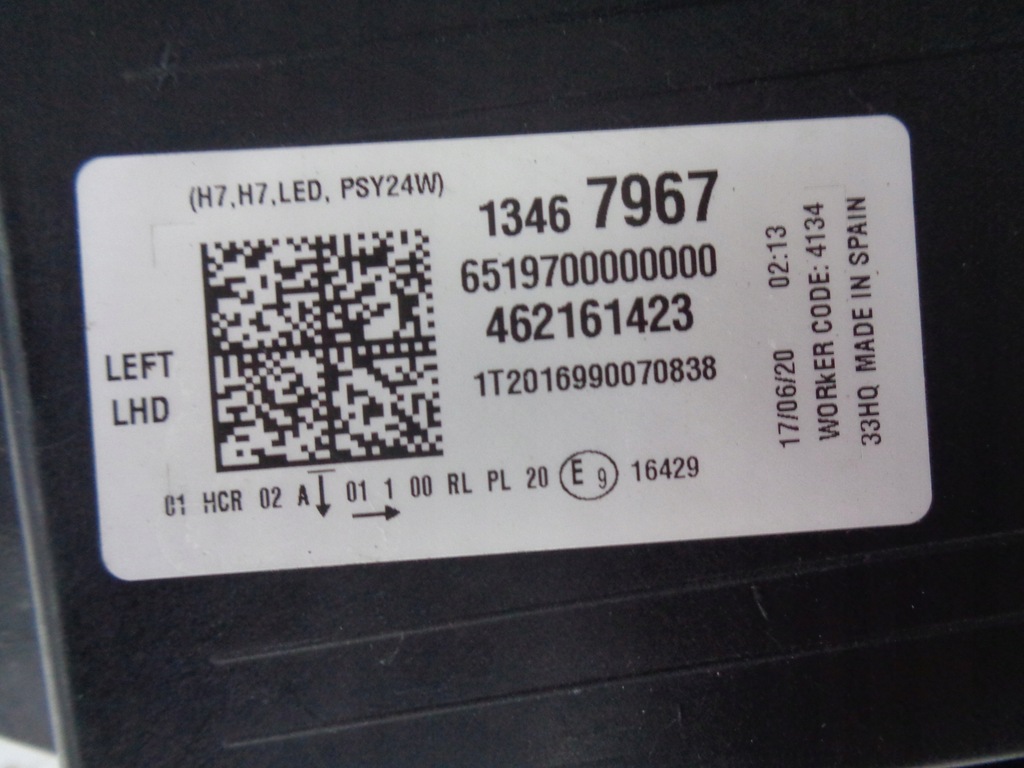 (H7,H7,LED, PSY24W)
1346 7967
6519700000000
462161423
1T2016990070838
LEFT
LHD
01 HCR 02 A 01 1 00 RL PL 20 E 9 16429
17/06/20 02:13
WORKER CODE: 4134
33HQ MADE IN SPAIN